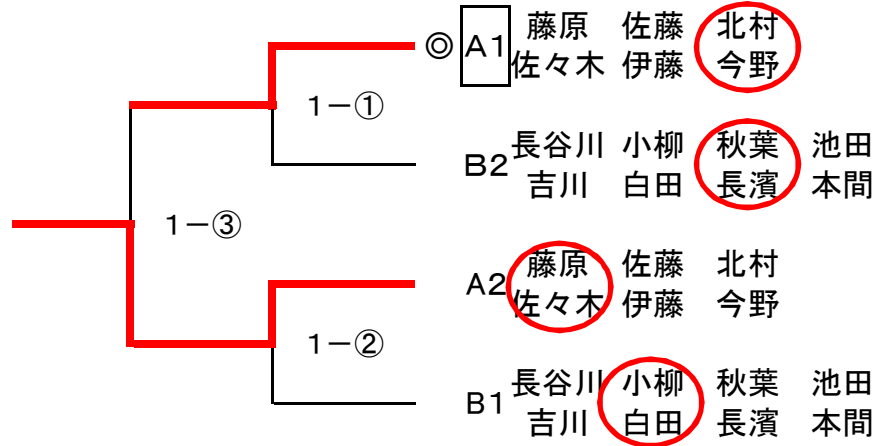 ◎ A1 藤原 佐藤 北村
佐々木 伊藤 今野
1－①
B2 長谷川 小柳 秋葉 池田
吉川 白田 長濱 本間
1－③
A2 藤原 佐藤 北村
佐々木 伊藤 今野
1－②
B1 長谷川 小柳 秋葉 池田
吉川 白田 長濱 本間